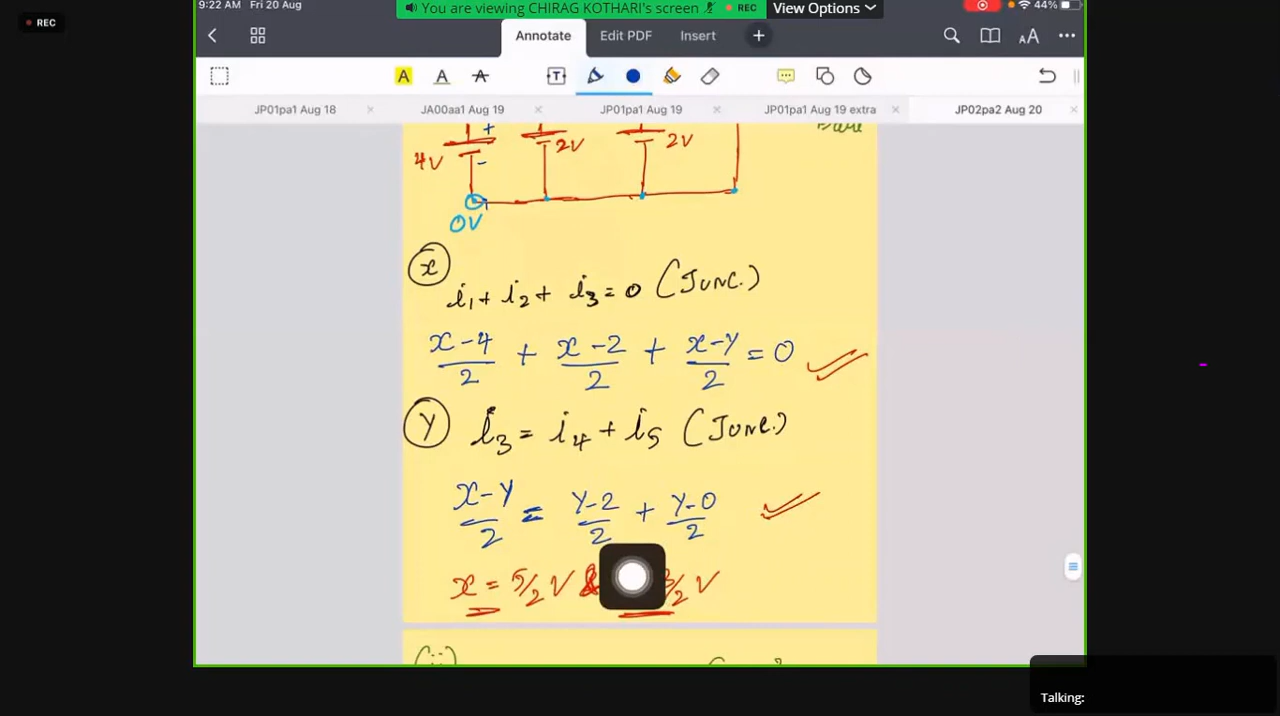 9:22 AM Fri 20 Aug
You are viewing CHIRAG KOTHARI's screen
REC
View Options
44%
REC
Annotate
Edit PDF
Insert
JP01pa1 Aug 18
JA00aa1 Aug 19
JP01pa1 Aug 19
JP01pa1 Aug 19 extra
JP02pa2 Aug 20
4V + -
2V
2V
0V
x
i₁ + i₂ + i₃ = 0 (Junc.)
x-4/2 + x-2/2 + x-y/2 = 0
y
i₃ = i₄ + i₅ (Junc.)
x-y/2 = y-2/2 + y-0/2
x = 5/2 V & /2 V
(ii)
Talking: